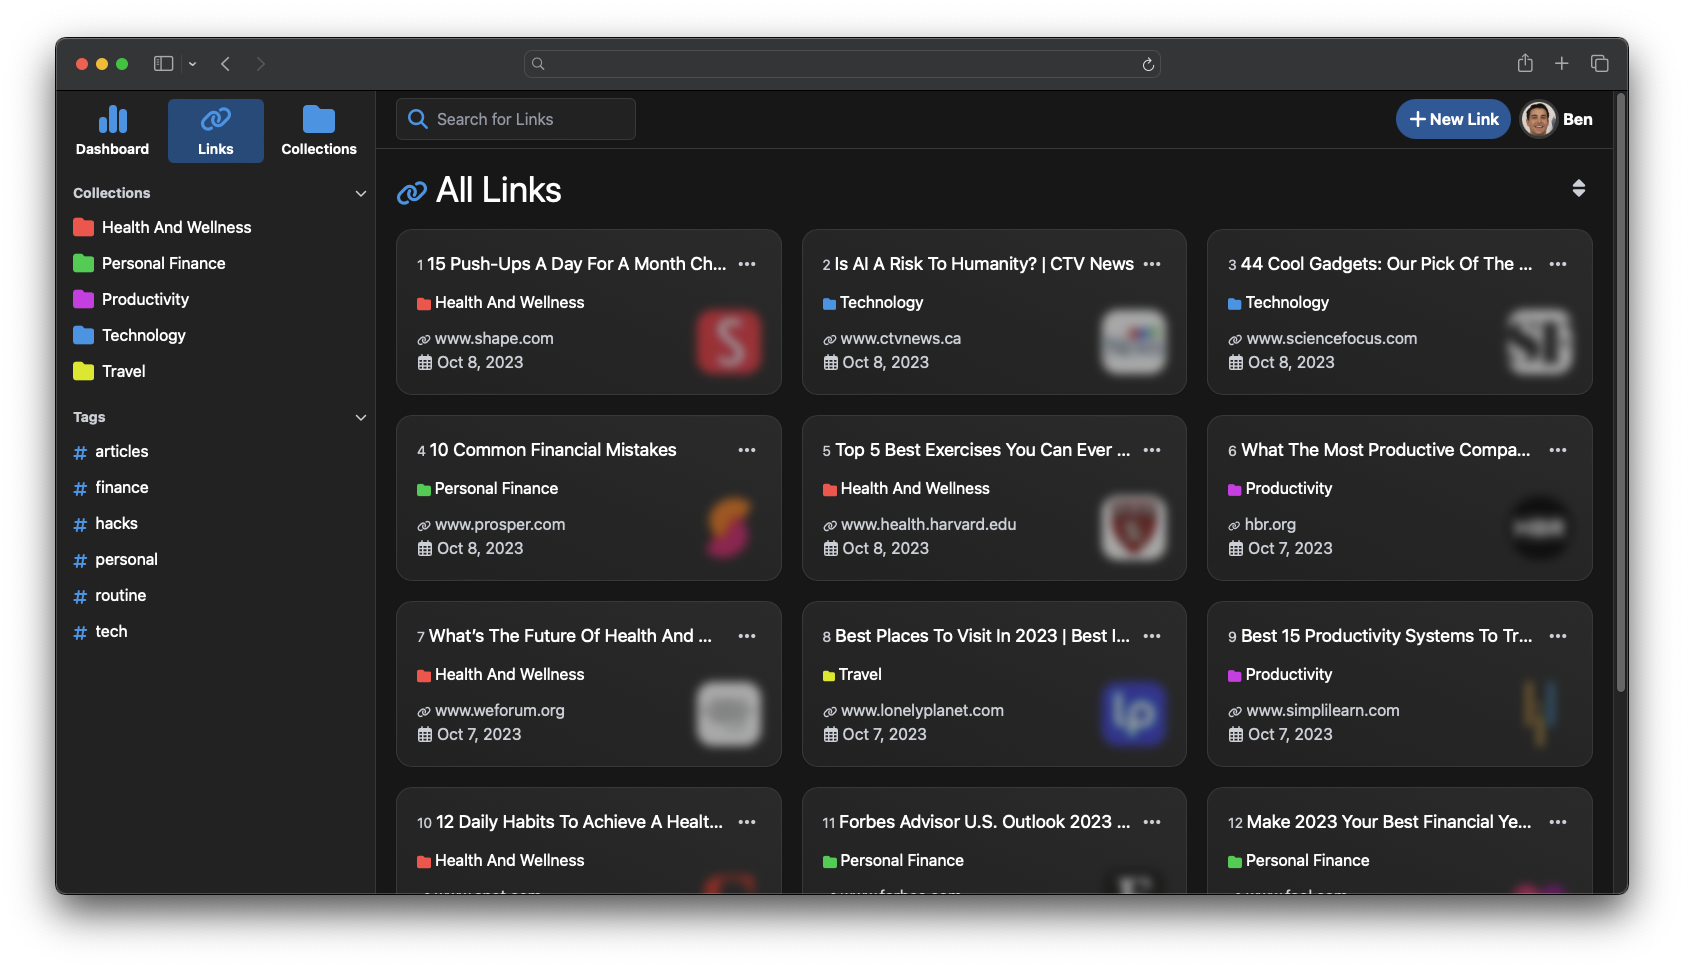 Dashboard
Links
Collections
Search for Links
New Link
Ben
Collections
Health And Wellness
Personal Finance
Productivity
Technology
Travel
Tags
# articles
# finance
# hacks
# personal
# routine
# tech
All Links
1 15 Push-Ups A Day For A Month Ch...
Health And Wellness
www.shape.com
Oct 8, 2023
2 Is AI A Risk To Humanity? | CTV News
Technology
www.ctvnews.ca
Oct 8, 2023
3 44 Cool Gadgets: Our Pick Of The ...
Technology
www.sciencefocus.com
Oct 8, 2023
4 10 Common Financial Mistakes
Personal Finance
www.prosper.com
Oct 8, 2023
5 Top 5 Best Exercises You Can Ever ...
Health And Wellness
www.health.harvard.edu
Oct 8, 2023
6 What The Most Productive Compa...
Productivity
hbr.org
Oct 7, 2023
7 What's The Future Of Health And ...
Health And Wellness
www.weforum.org
Oct 7, 2023
8 Best Places To Visit In 2023 | Best I...
Travel
www.lonelyplanet.com
Oct 7, 2023
9 Best 15 Productivity Systems To Tr...
Productivity
www.simplilearn.com
Oct 7, 2023
10 12 Daily Habits To Achieve A Healt...
Health And Wellness
11 Forbes Advisor U.S. Outlook 2023 ...
Personal Finance
12 Make 2023 Your Best Financial Ye...
Personal Finance